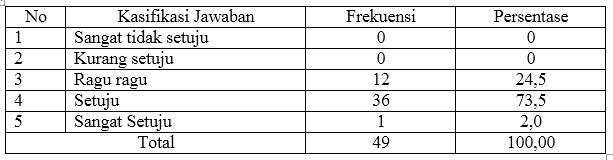 No Kasifikasi Jawaban Frekuensi Persentase
1 Sangat tidak setuju 0 0
2 Kurang setuju 0 0
3 Ragu ragu 12 24,5
4 Setuju 36 73,5
5 Sangat Setuju 1 2,0
Total 49 100,00